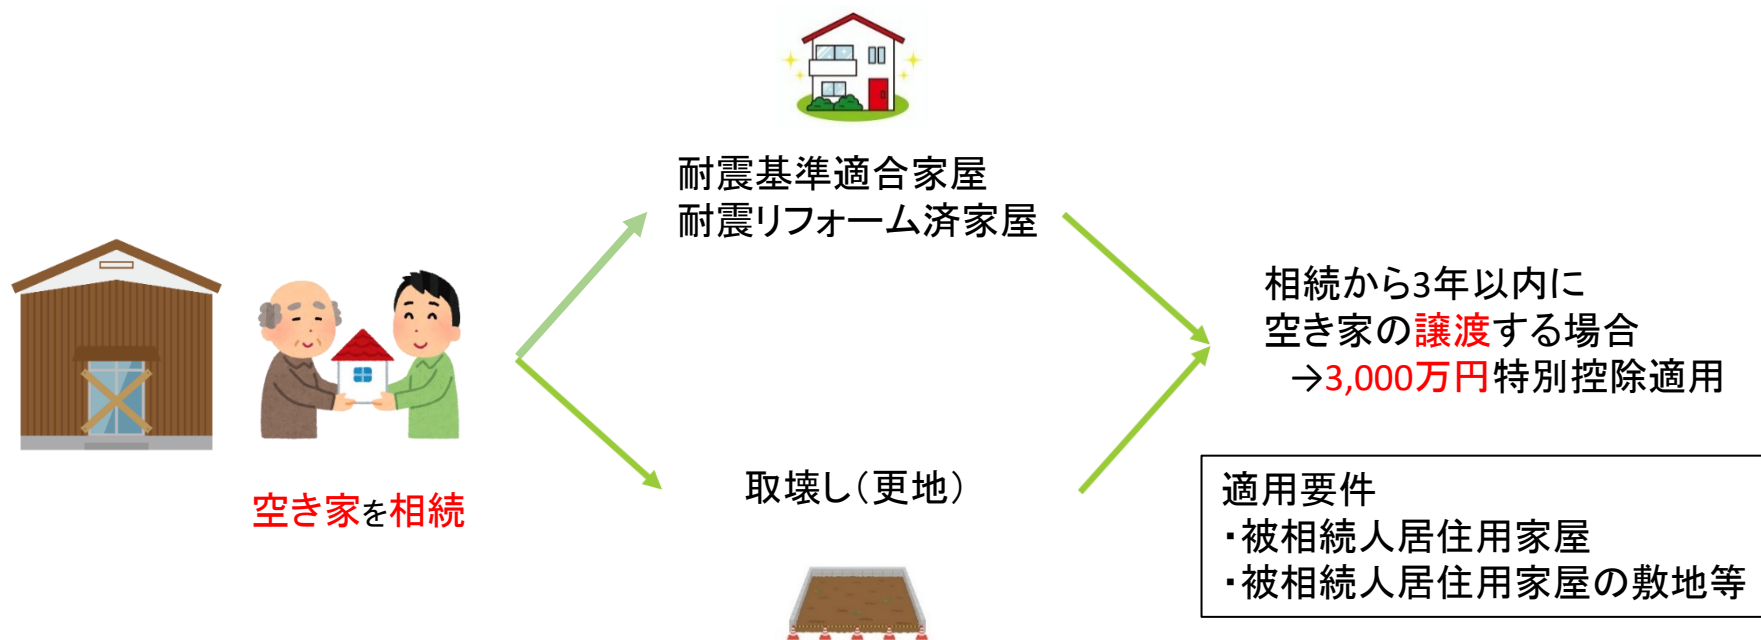 耐震基準適合家屋
耐震リフォーム済家屋
空き家を相続
取壊し（更地）
相続から3年以内に
空き家の譲渡する場合
→3,000万円特別控除適用
適用要件
・被相続人居住用家屋
・被相続人居住用家屋の敷地等